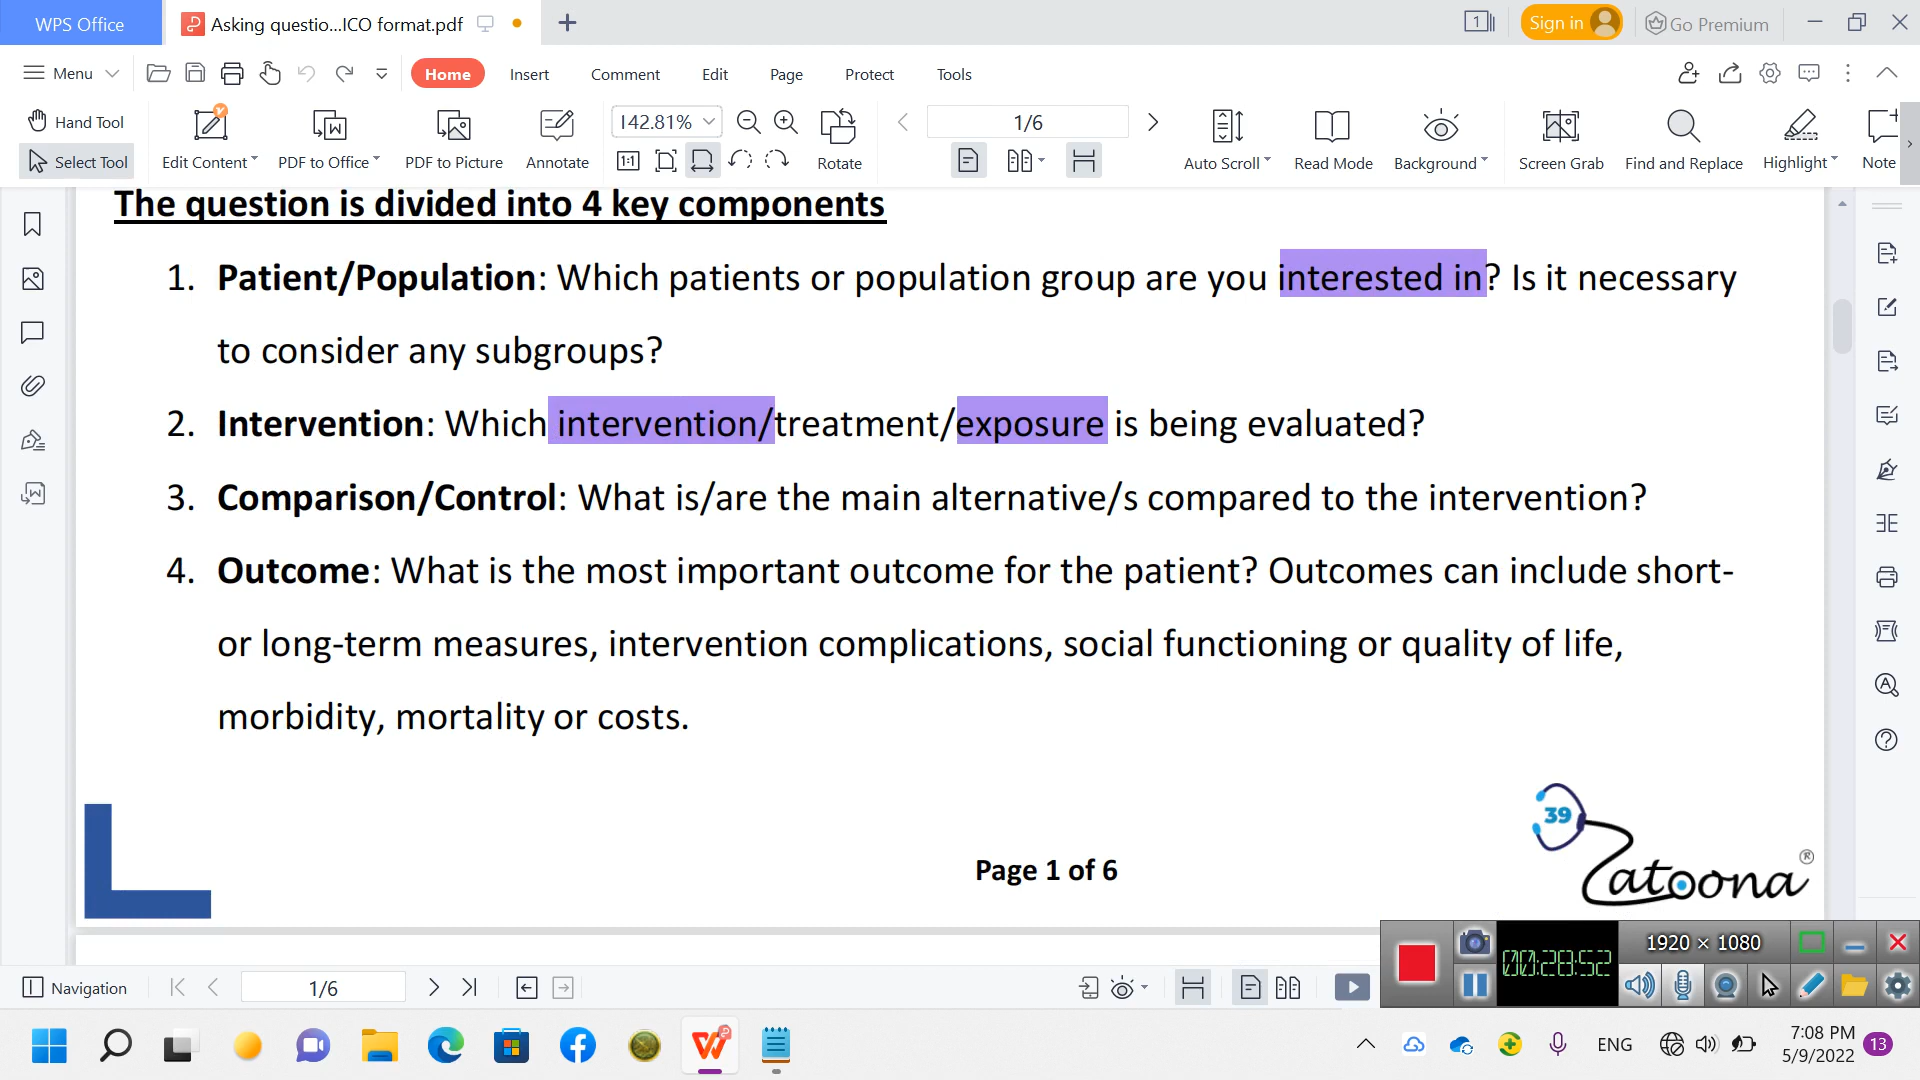 WPS Office
Asking questio...ICO format.pdf
1
Sign in
Go Premium
Menu
Home
Insert
Comment
Edit
Page
Protect
Tools
Hand Tool
Select Tool
Edit Content
PDF to Office
PDF to Picture
Annotate
142.81%
1:1
Rotate
1/6
Auto Scroll
Read Mode
Background
Screen Grab
Find and Replace
Highlight
Note
The question is divided into 4 key components
1. Patient/Population: Which patients or population group are you interested in? Is it necessary
to consider any subgroups?
2. Intervention: Which intervention/treatment/exposure is being evaluated?
3. Comparison/Control: What is/are the main alternative/s compared to the intervention?
4. Outcome: What is the most important outcome for the patient? Outcomes can include short-
or long-term measures, intervention complications, social functioning or quality of life,
morbidity, mortality or costs.
39
Zatoona®
Page 1 of 6
00:28:52
1920 × 1080
Navigation
1/6
ENG
7:08 PM
5/9/2022
13